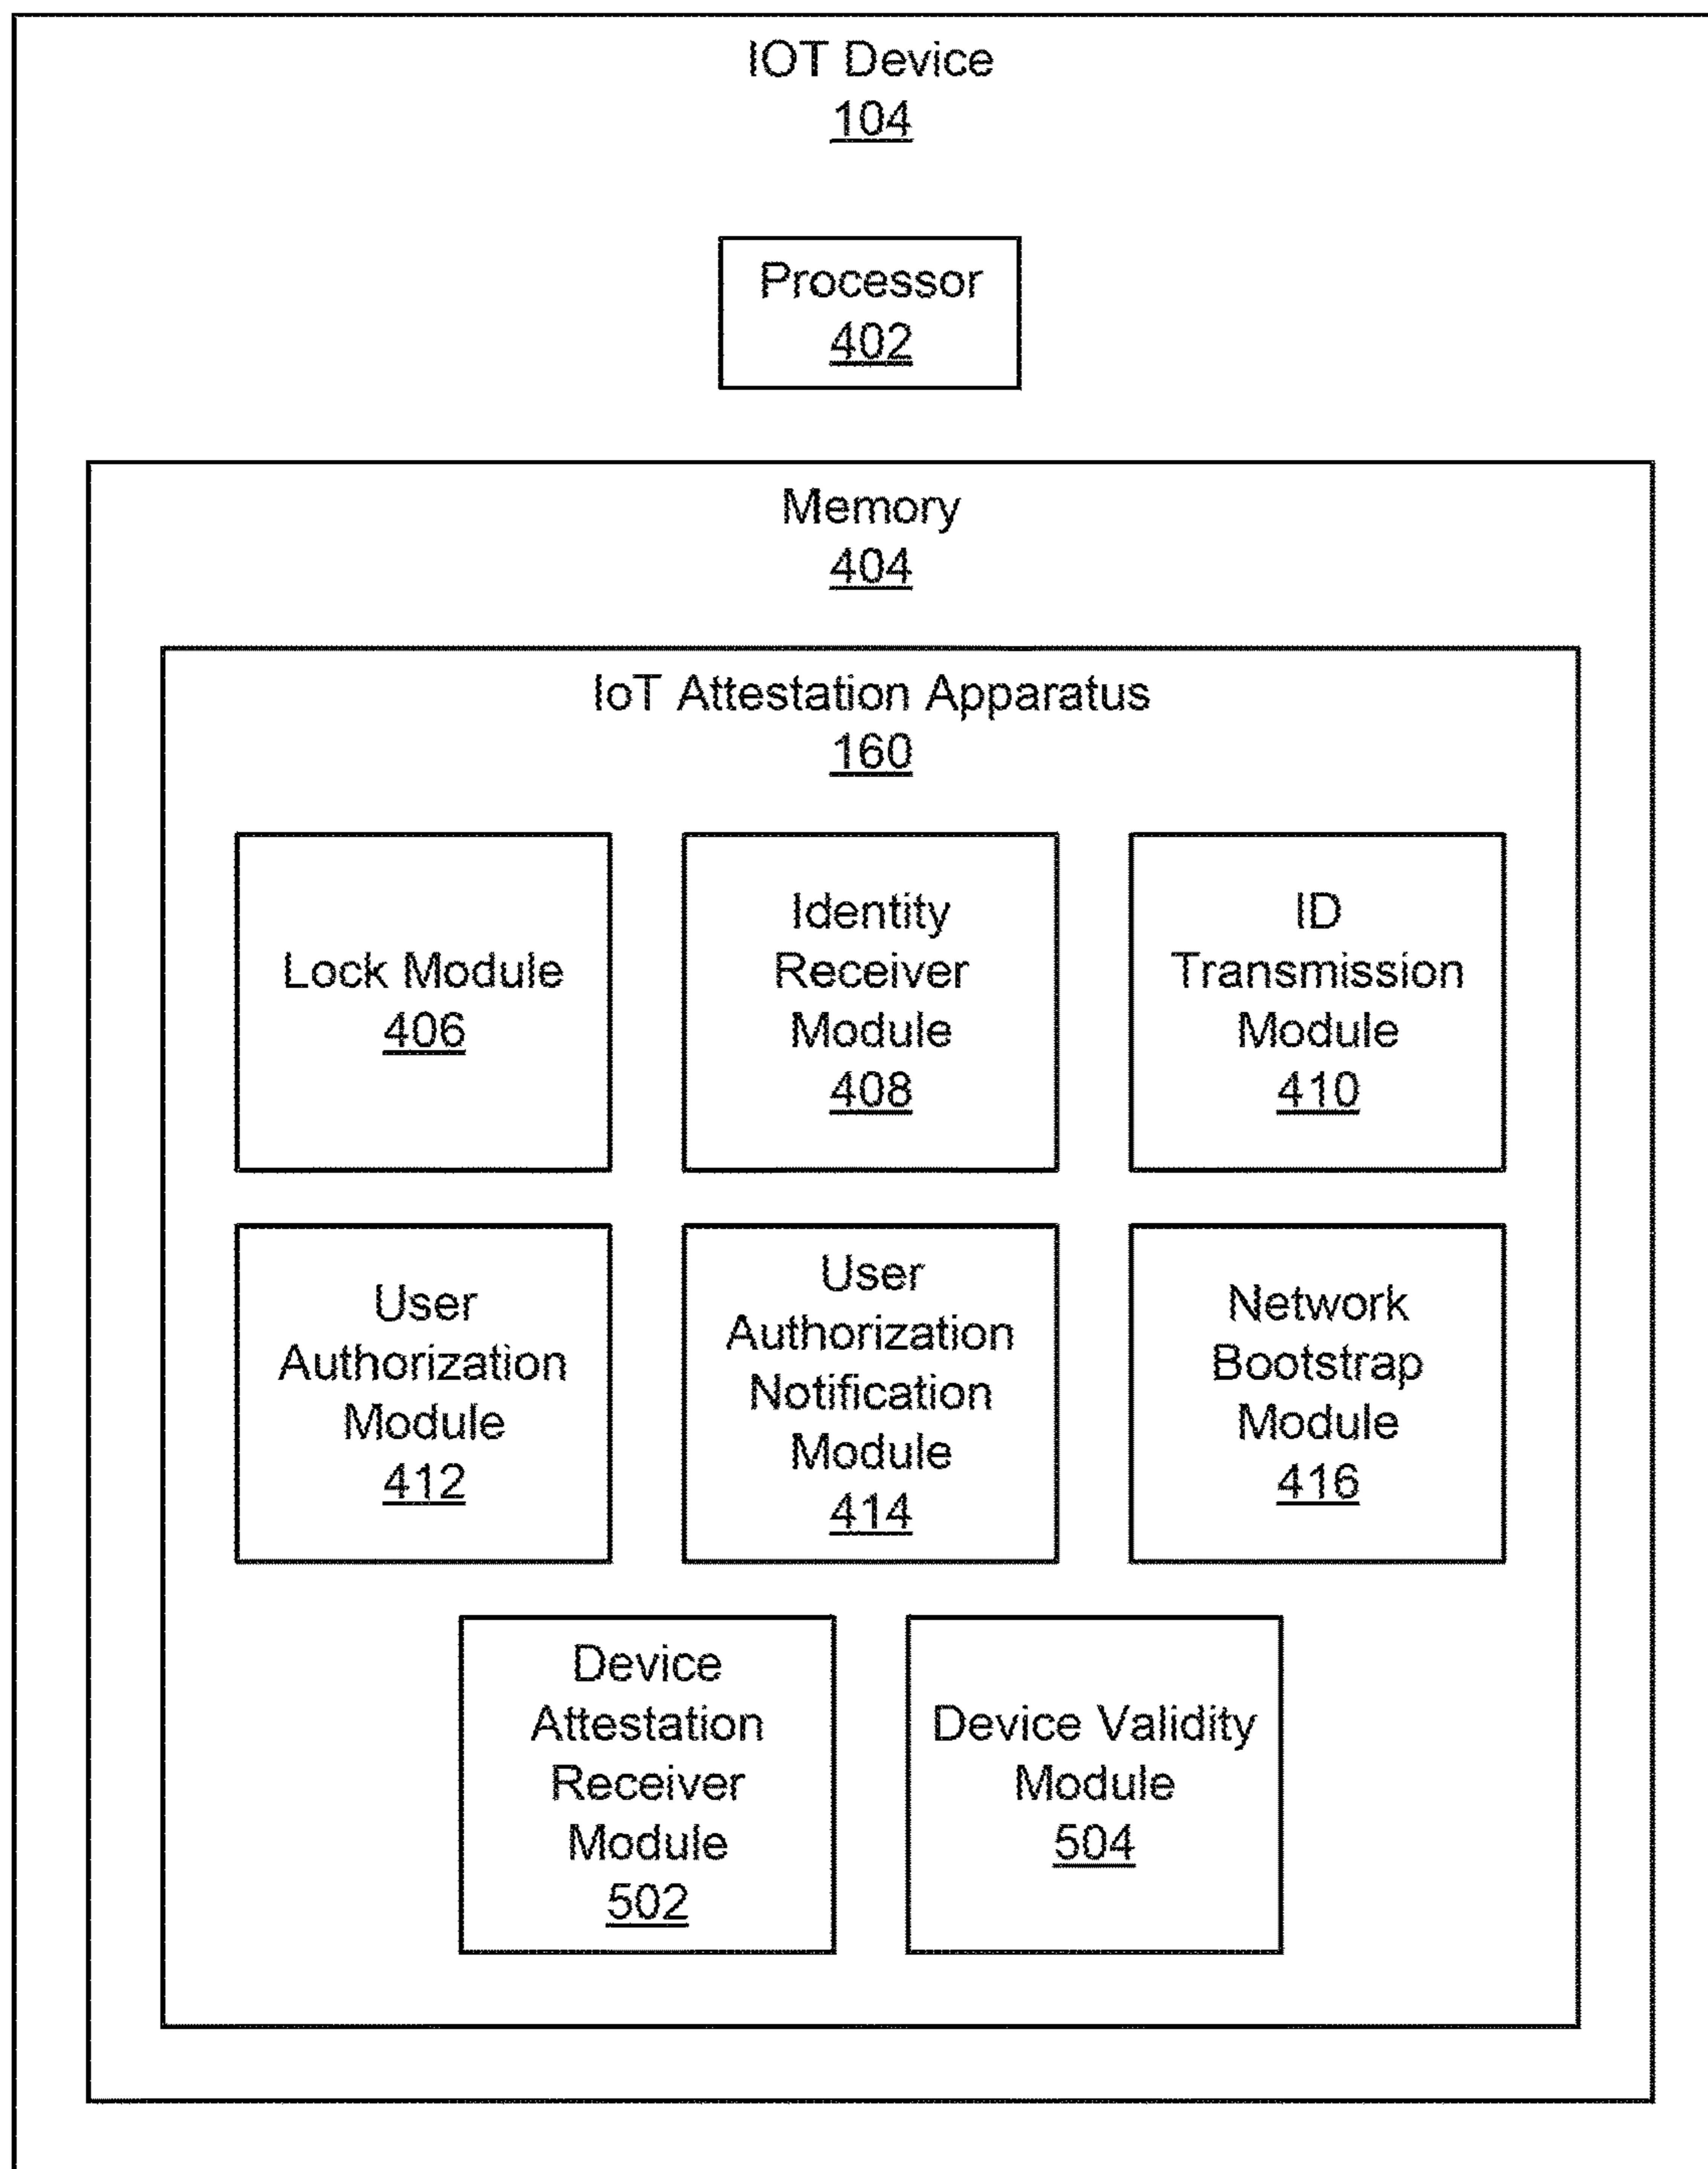 IOT Device
104
Processor
402
Memory
404
IoT Attestation Apparatus
160
Lock Module
406
Identity
Receiver
Module
408
ID
Transmission
Module
410
User
Authorization
Module
412
User
Authorization
Notification
Module
414
Network
Bootstrap
Module
416
Device
Attestation
Receiver
Module
502
Device Validity
Module
504